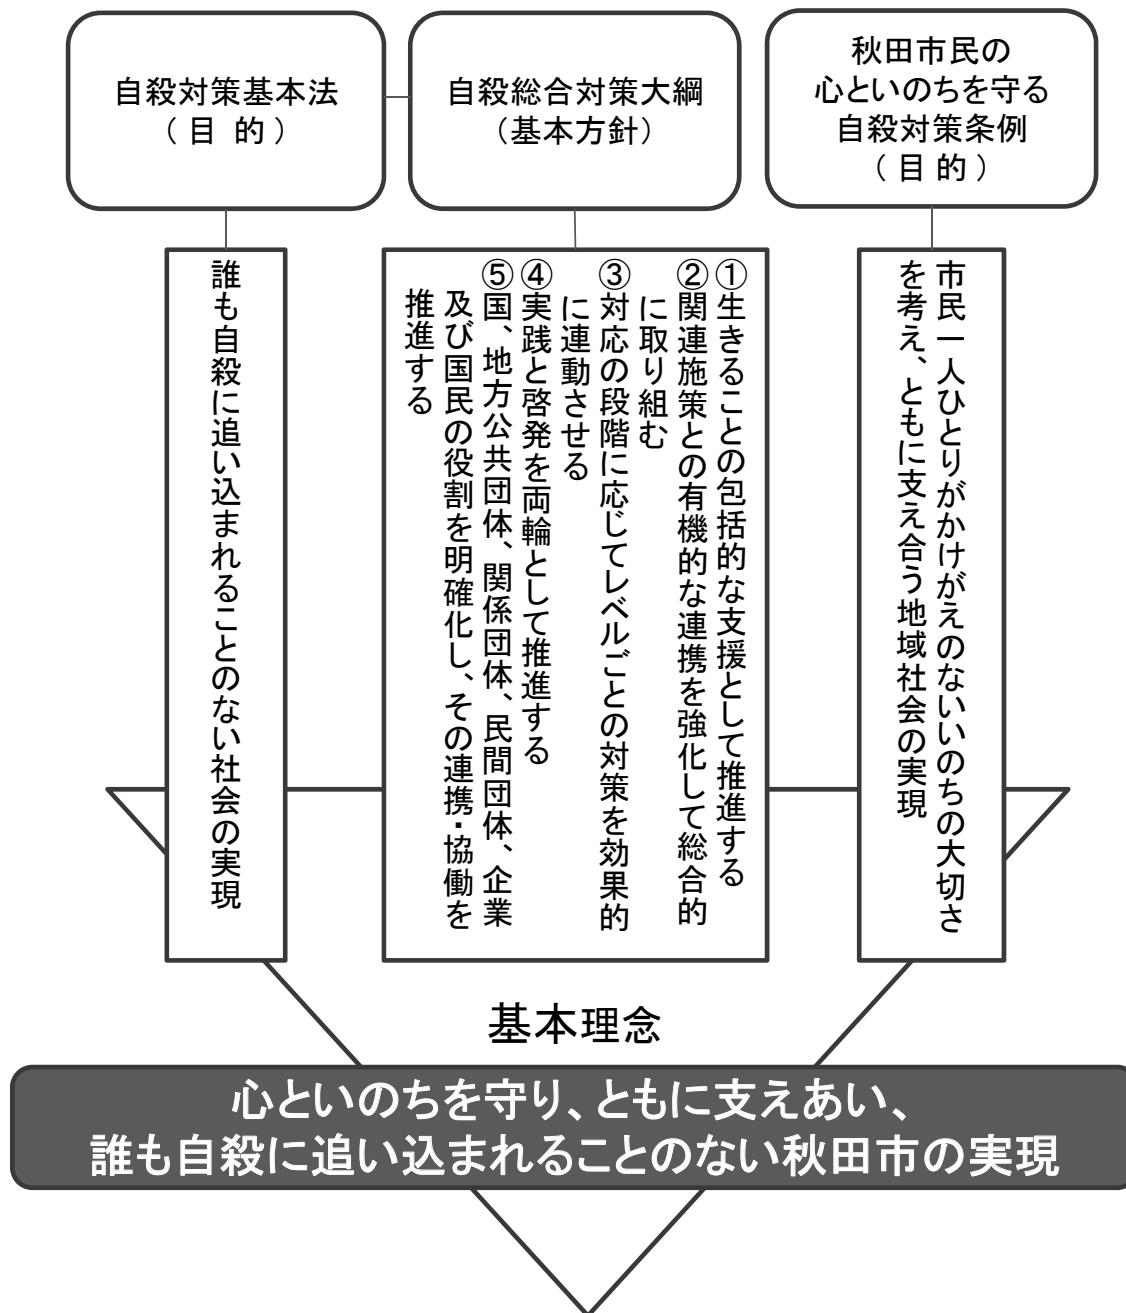 自殺対策基本法
（目的）
自殺総合対策大綱
（基本方針）
秋田市民の
心といのちを守る
自殺対策条例
（目的）
誰も自殺に追い込まれることのない社会の実現
①生きることの包括的な支援として推進する
②関連施策との有機的な連携を強化して総合的
に取り組む
③対応の段階に応じてレベルごとの対策を効果的
に連動させる
④実践と啓発を両輪として推進する
⑤国、地方公共団体、関係団体、民間団体、企業
及び国民の役割を明確化し、その連携・協働を
推進する
市民一人ひとりがかけがえのないいのちの大切さ
を考え、ともに支え合う地域社会の実現
基本理念
心といのちを守り、ともに支えあい、
誰も自殺に追い込まれることのない秋田市の実現